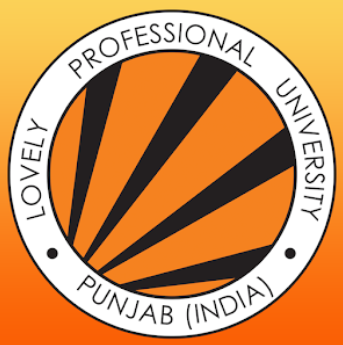 LOVELY PROFESSIONAL UNIVERSITY
PUNJAB (INDIA)